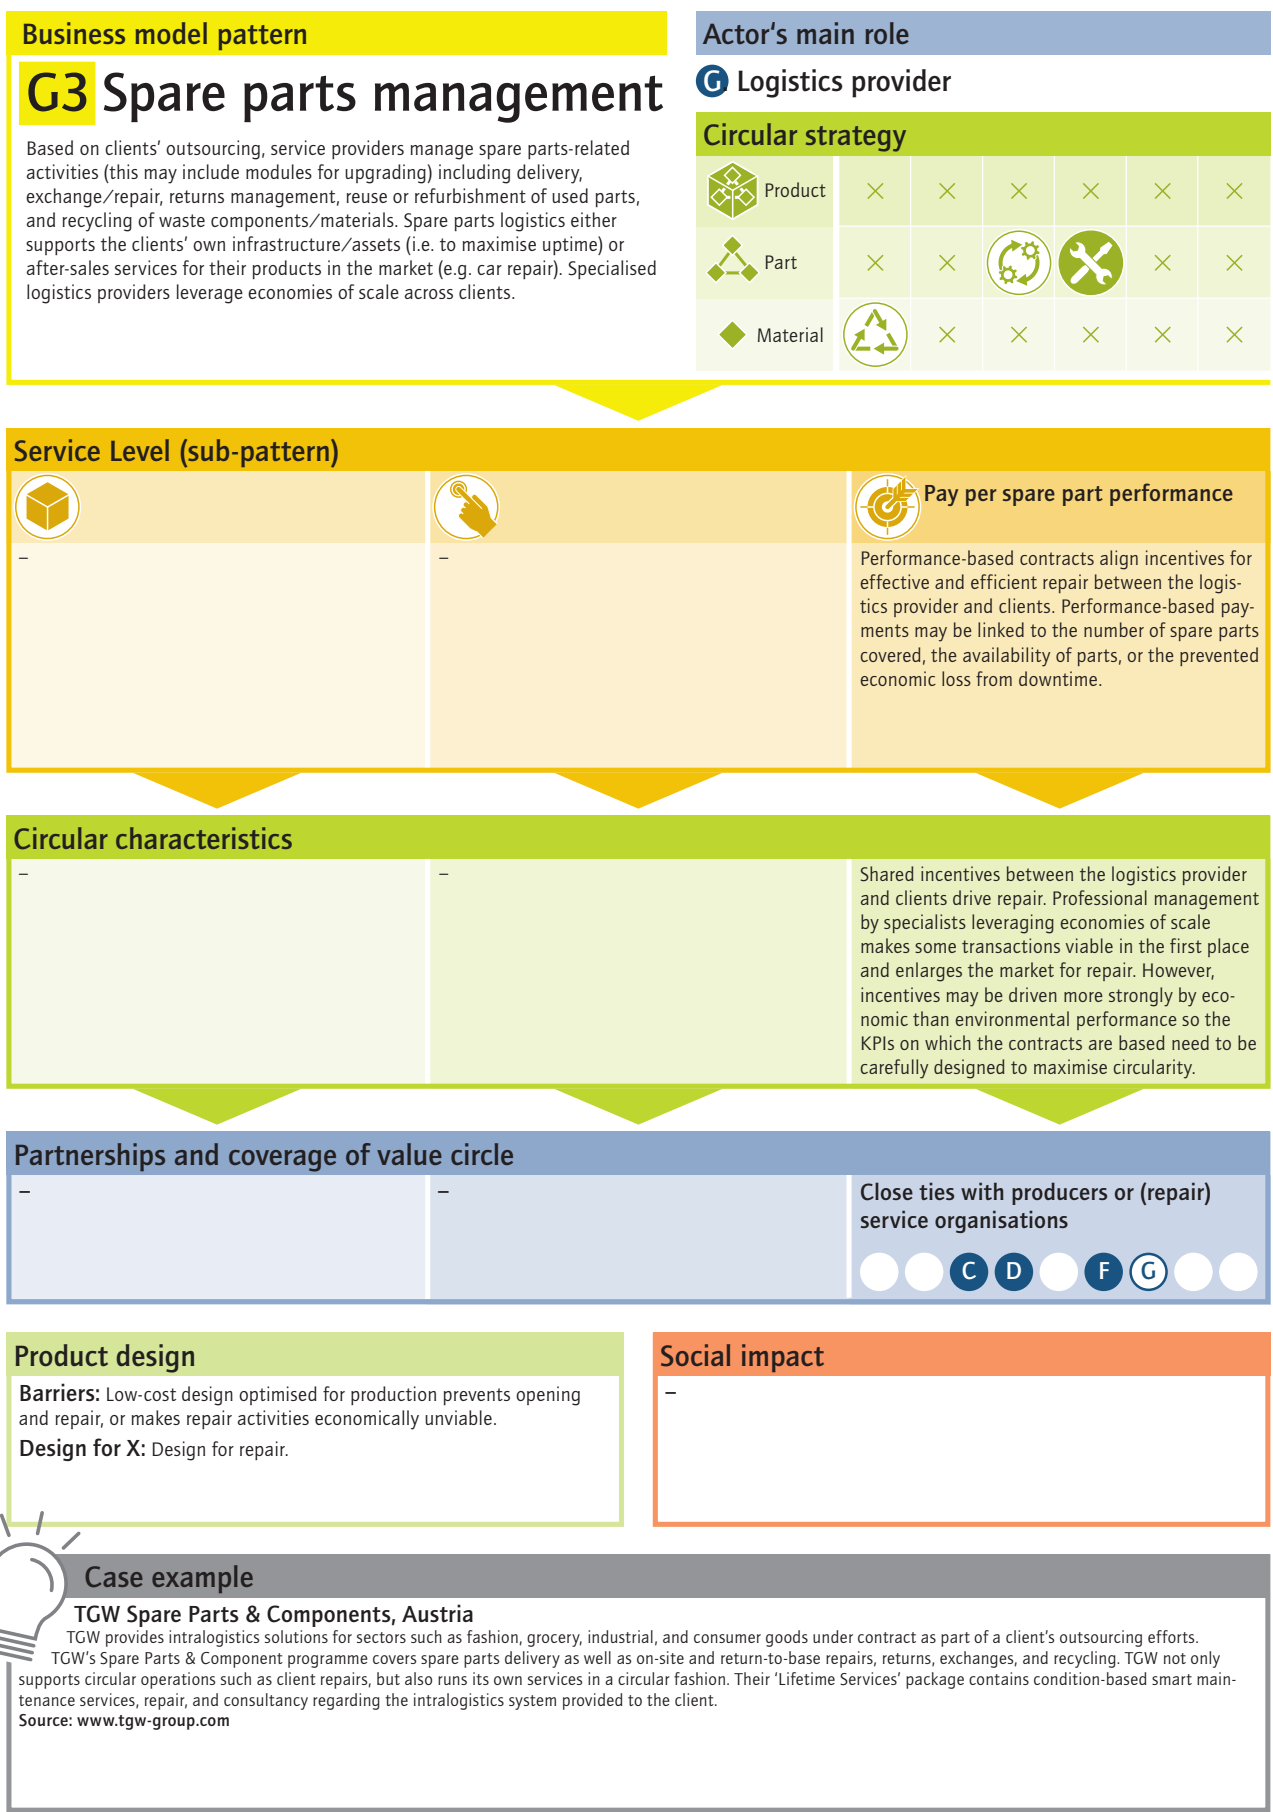 Business model pattern
G3 Spare parts management
Based on clients' outsourcing, service providers manage spare parts-related
activities (this may include modules for upgrading) including delivery,
exchange/repair, returns management, reuse or refurbishment of used parts,
and recycling of waste components/materials. Spare parts logistics either
supports the clients' own infrastructure/assets (i.e. to maximise uptime) or
after-sales services for their products in the market (e.g. car repair). Specialised
logistics providers leverage economies of scale across clients.
Actor's main role
G. Logistics provider
Circular strategy
Product
Part
Material
Service Level (sub-pattern)
–
–
Pay per spare part performance
Performance-based contracts align incentives for
effective and efficient repair between the logis-
tics provider and clients. Performance-based pay-
ments may be linked to the number of spare parts
covered, the availability of parts, or the prevented
economic loss from downtime.
Circular characteristics
–
–
Shared incentives between the logistics provider
and clients drive repair. Professional management
by specialists leveraging economies of scale
makes some transactions viable in the first place
and enlarges the market for repair. However,
incentives may be driven more strongly by eco-
nomic than environmental performance so the
KPIs on which the contracts are based need to be
carefully designed to maximise circularity.
Partnerships and coverage of value circle
–
–
Close ties with producers or (repair)
service organisations
C D F G
Product design
Barriers: Low-cost design optimised for production prevents opening
and repair, or makes repair activities economically unviable.
Design for X: Design for repair.
Social impact
–
Case example
TGW Spare Parts & Components, Austria
TGW provides intralogistics solutions for sectors such as fashion, grocery, industrial, and consumer goods under contract as part of a client's outsourcing efforts.
TGW's Spare Parts & Component programme covers spare parts delivery as well as on-site and return-to-base repairs, returns, exchanges, and recycling. TGW not only
supports circular operations such as client repairs, but also runs its own services in a circular fashion. Their 'Lifetime Services' package contains condition-based smart main-
tenance services, repair, and consultancy regarding the intralogistics system provided to the client.
Source: www.tgw-group.com